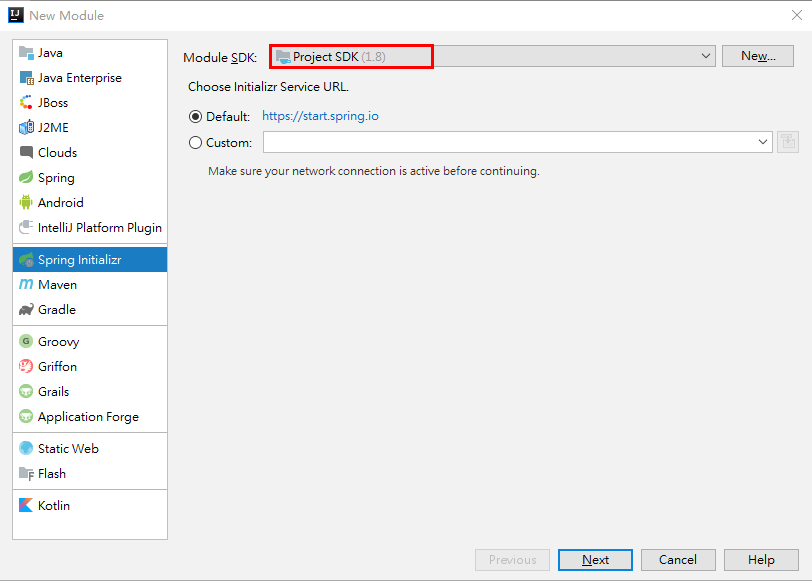 New Module
Java
Java Enterprise
JBoss
J2ME
Clouds
Spring
Android
IntelliJ Platform Plugin
Spring Initializr
Maven
Gradle
Groovy
Griffon
Grails
Application Forge
Static Web
Flash
Kotlin
Module SDK: Project SDK (1.8) New...
Choose Initializr Service URL.
Default: https://start.spring.io
Custom:
Make sure your network connection is active before continuing.
Previous Next Cancel Help